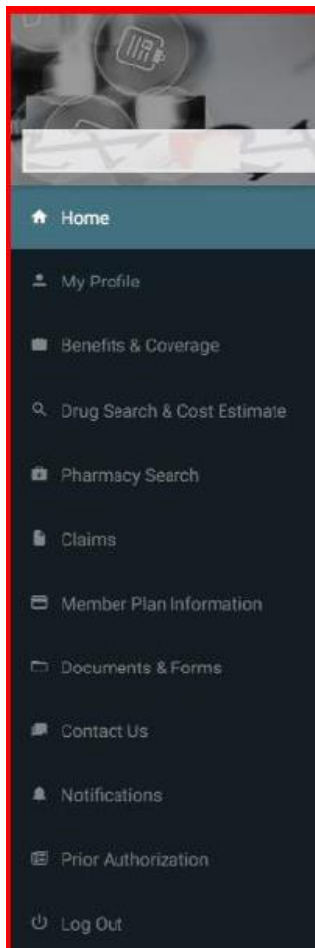 Home
My Profile
Benefits & Coverage
Drug Search & Cost Estimate
Pharmacy Search
Claims
Member Plan Information
Documents & Forms
Contact Us
Notifications
Prior Authorization
Log Out